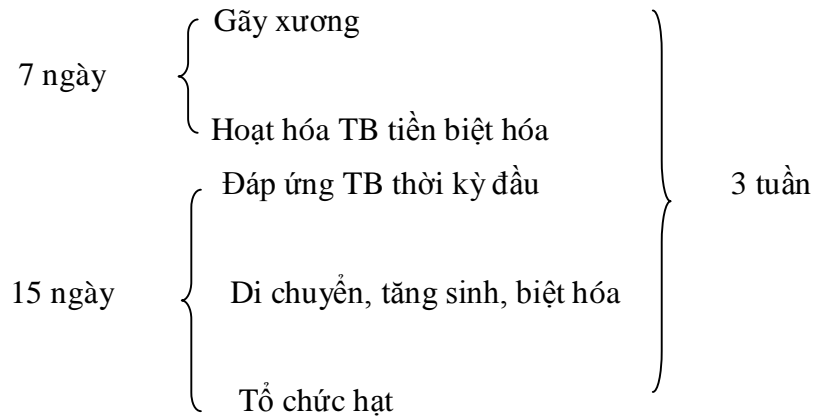 Gãy xương
7 ngày
Hoạt hóa TB tiền biệt hóa
Đáp ứng TB thời kỳ đầu
3 tuần
15 ngày
Di chuyển, tăng sinh, biệt hóa
Tổ chức hạt